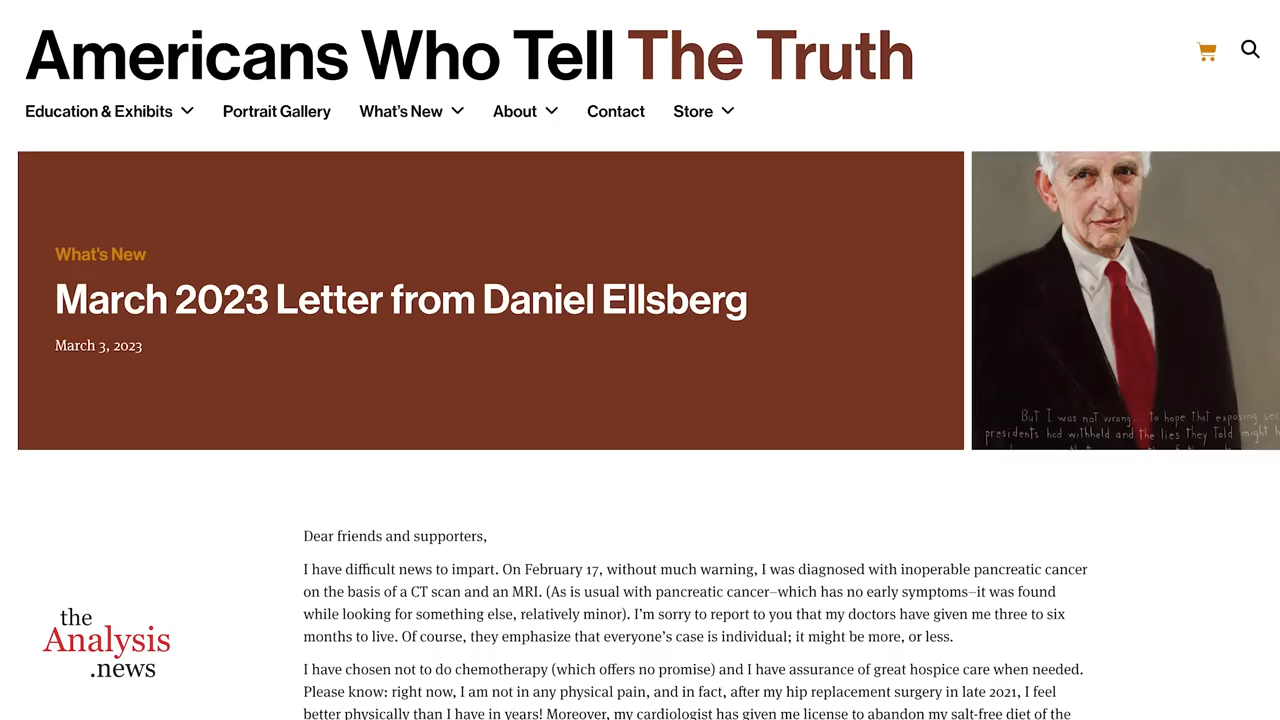 Americans Who Tell The Truth
Education & Exhibits
Portrait Gallery
What's New
About
Contact
Store
What's New
March 2023 Letter from Daniel Ellsberg
March 3, 2023
But I was not wrong... to hope that exposing sec
presidents had withheld and the lies they told might h
Dear friends and supporters,
I have difficult news to impart. On February 17, without much warning, I was diagnosed with inoperable pancreatic cancer
on the basis of a CT scan and an MRI. (As is usual with pancreatic cancer–which has no early symptoms–it was found
while looking for something else, relatively minor). I'm sorry to report to you that my doctors have given me three to six
months to live. Of course, they emphasize that everyone's case is individual; it might be more, or less.
I have chosen not to do chemotherapy (which offers no promise) and I have assurance of great hospice care when needed.
Please know: right now, I am not in any physical pain, and in fact, after my hip replacement surgery in late 2021, I feel
better physically than I have in years! Moreover, my cardiologist has given me license to abandon my salt-free diet of the
the
Analysis
.news